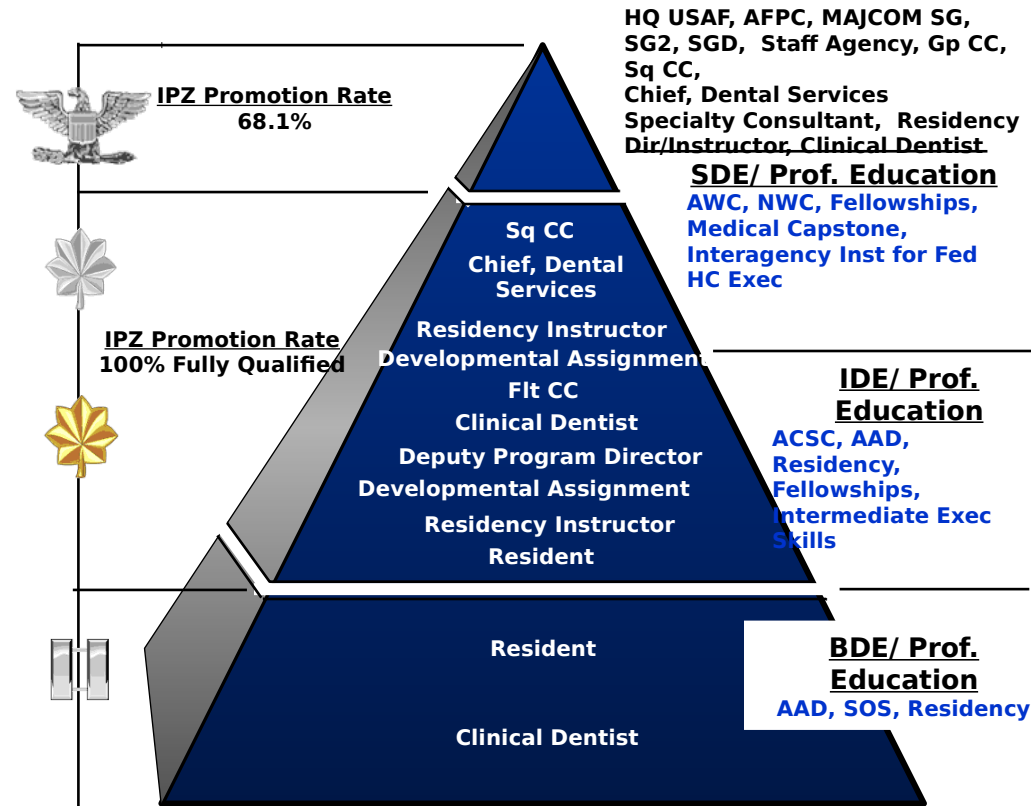 HQ USAF, AFPC, MAJCOM SG,
SG2, SGD, Staff Agency, Gp CC,
Sq CC,
Chief, Dental Services
Specialty Consultant, Residency
Dir/Instructor, Clinical Dentist
IPZ Promotion Rate
68.1%
SDE/ Prof. Education
AWC, NWC, Fellowships,
Medical Capstone,
Interagency Inst for Fed
HC Exec
Sq CC
Chief, Dental
Services
Residency Instructor
Developmental Assignment
Flt CC
Clinical Dentist
Deputy Program Director
Developmental Assignment
Residency Instructor
Resident
IPZ Promotion Rate
100% Fully Qualified
IDE/ Prof.
Education
ACSC, AAD,
Residency,
Fellowships,
Intermediate Exec
Skills
Resident
Clinical Dentist
BDE/ Prof.
Education
AAD, SOS, Residency